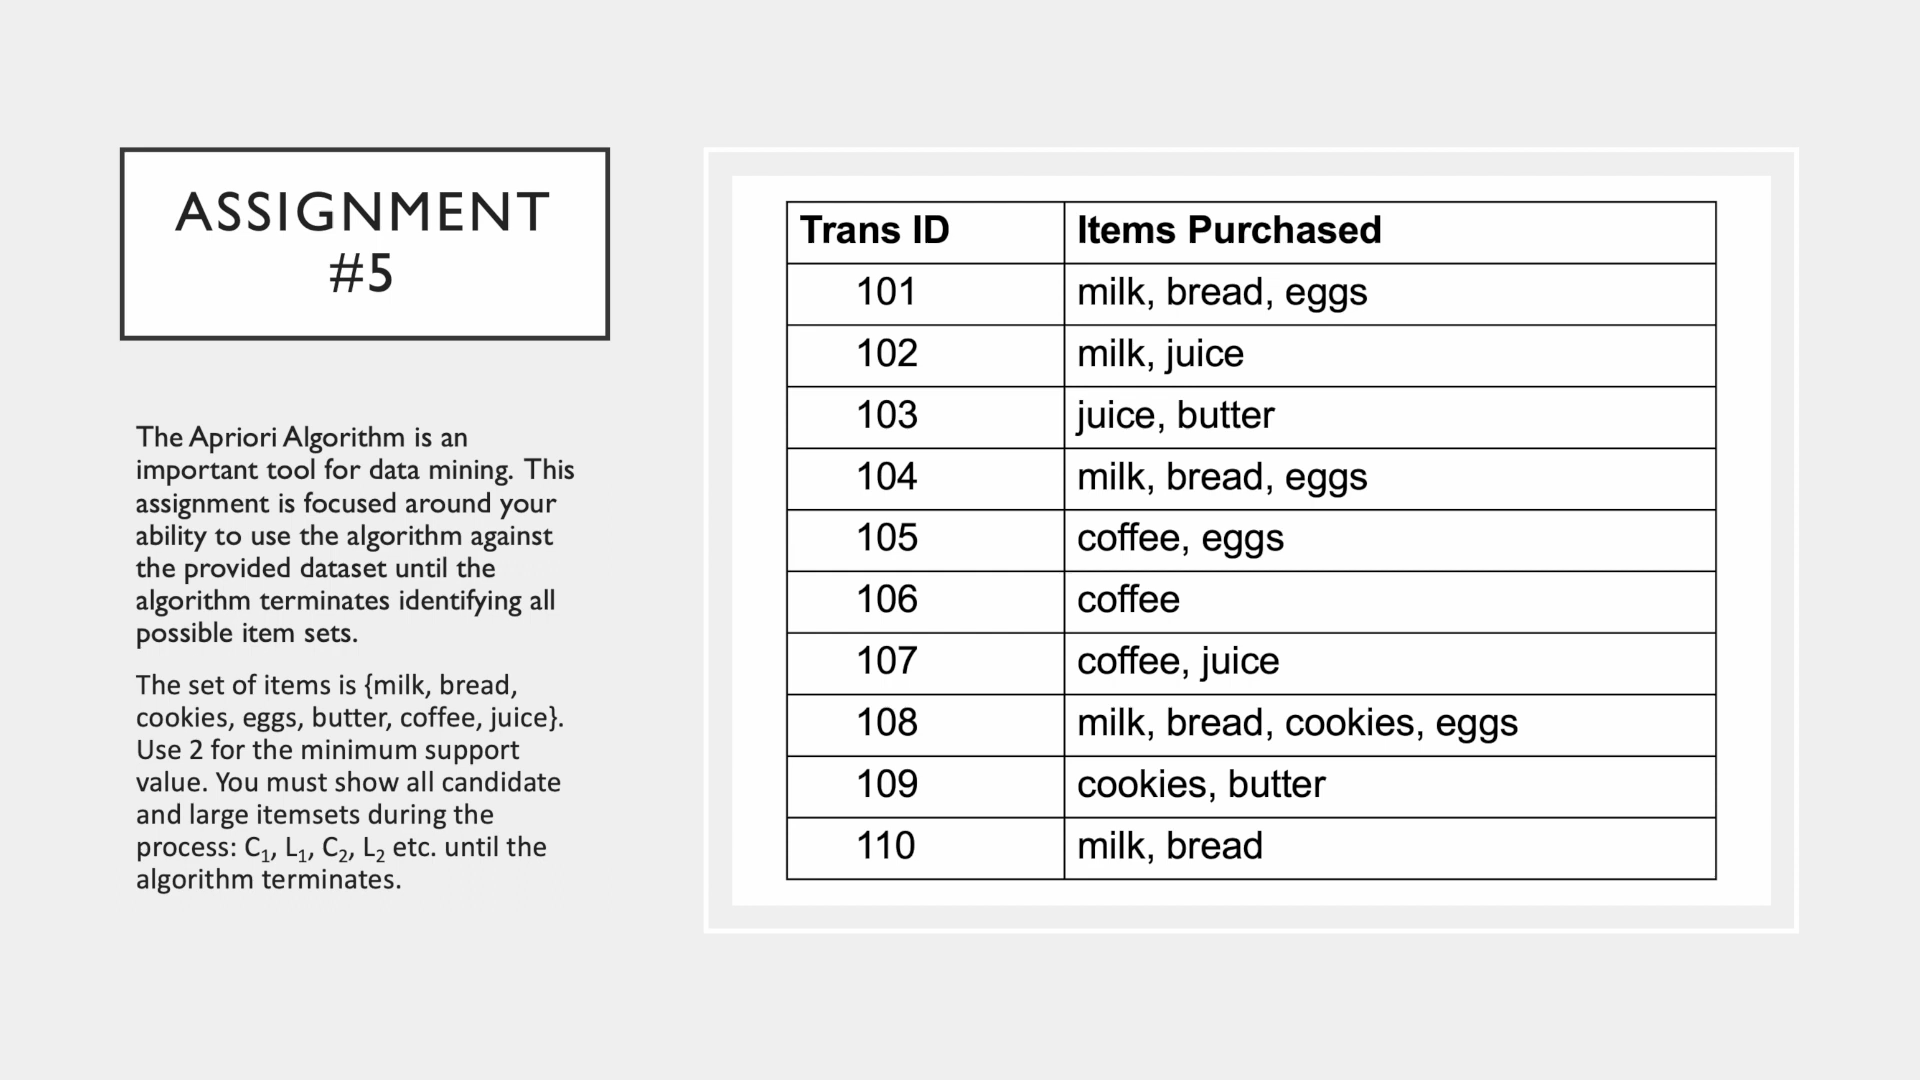 ASSIGNMENT
#5
The Apriori Algorithm is an
important tool for data mining. This
assignment is focused around your
ability to use the algorithm against
the provided dataset until the
algorithm terminates identifying all
possible item sets.
The set of items is {milk, bread,
cookies, eggs, butter, coffee, juice}.
Use 2 for the minimum support
value. You must show all candidate
and large itemsets during the
process: C₁, L₁, C₂, L₂ etc. until the
algorithm terminates.
Trans ID Items Purchased
101 milk, bread, eggs
102 milk, juice
103 juice, butter
104 milk, bread, eggs
105 coffee, eggs
106 coffee
107 coffee, juice
108 milk, bread, cookies, eggs
109 cookies, butter
110 milk, bread